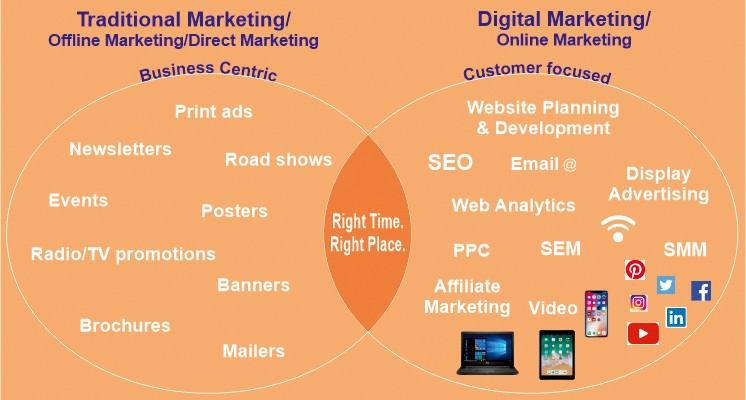 Traditional Marketing/
Offline Marketing/Direct Marketing
Business Centric
Print ads
Newsletters
Road shows
Events
Posters
Radio/TV promotions
Banners
Brochures
Mailers
Right Time.
Right Place.
Digital Marketing/
Online Marketing
Customer focused
Website Planning
& Development
SEO
Email @
Display
Advertising
Web Analytics
PPC
SEM
SMM
Affiliate
Marketing
Video
in